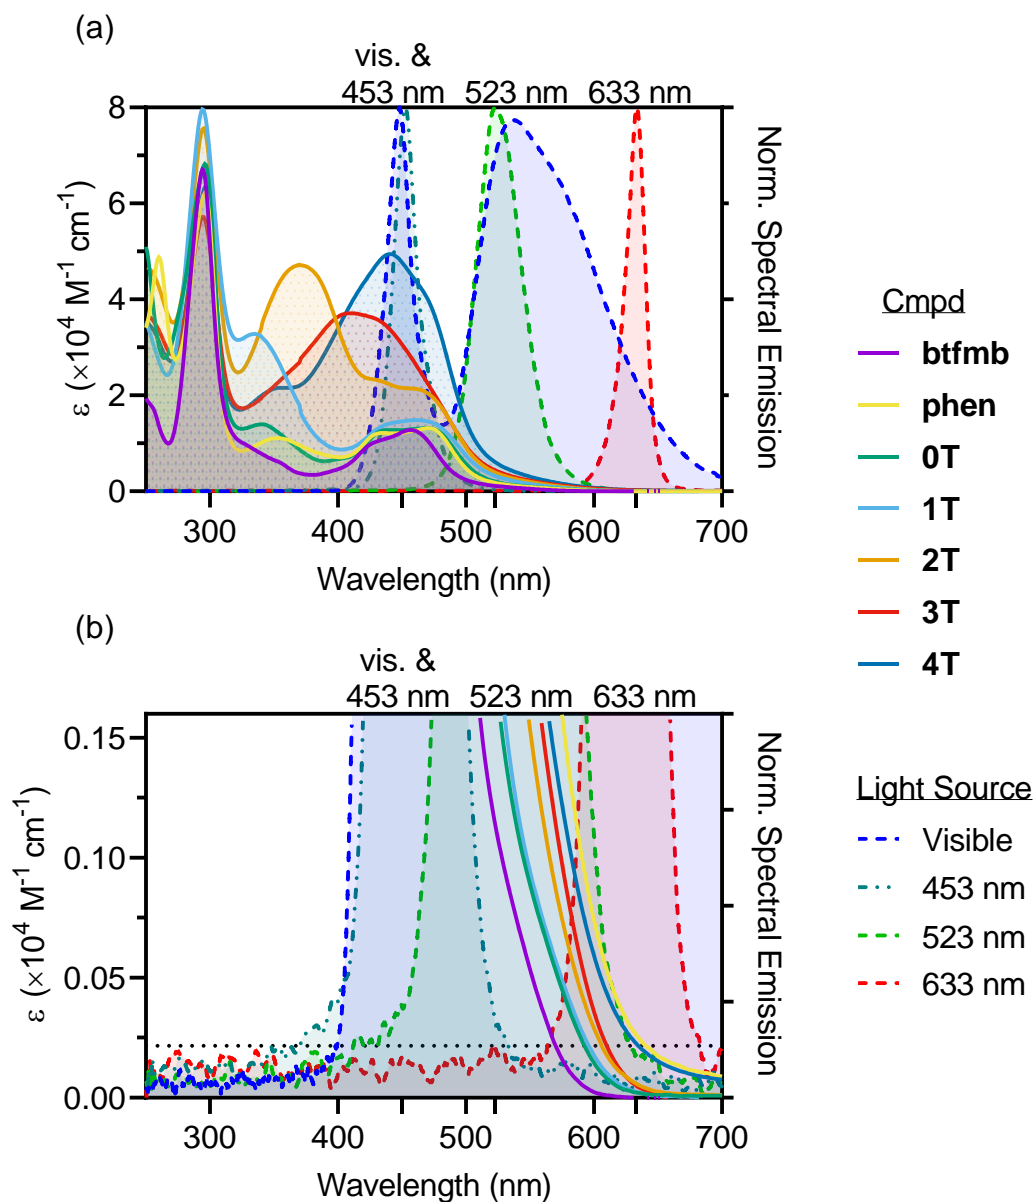 (a)
vis. &
453 nm 523 nm 633 nm
8
6
4
2
0
ε (×10⁴ M⁻¹ cm⁻¹)
Norm. Spectral Emission
300 400 500 600 700
Wavelength (nm)
Cmpd
btfmb
phen
0T
1T
2T
3T
4T
(b)
vis. &
453 nm 523 nm 633 nm
0.15
0.10
0.05
0.00
ε (×10⁴ M⁻¹ cm⁻¹)
Norm. Spectral Emission
300 400 500 600 700
Wavelength (nm)
Light Source
Visible
453 nm
523 nm
633 nm